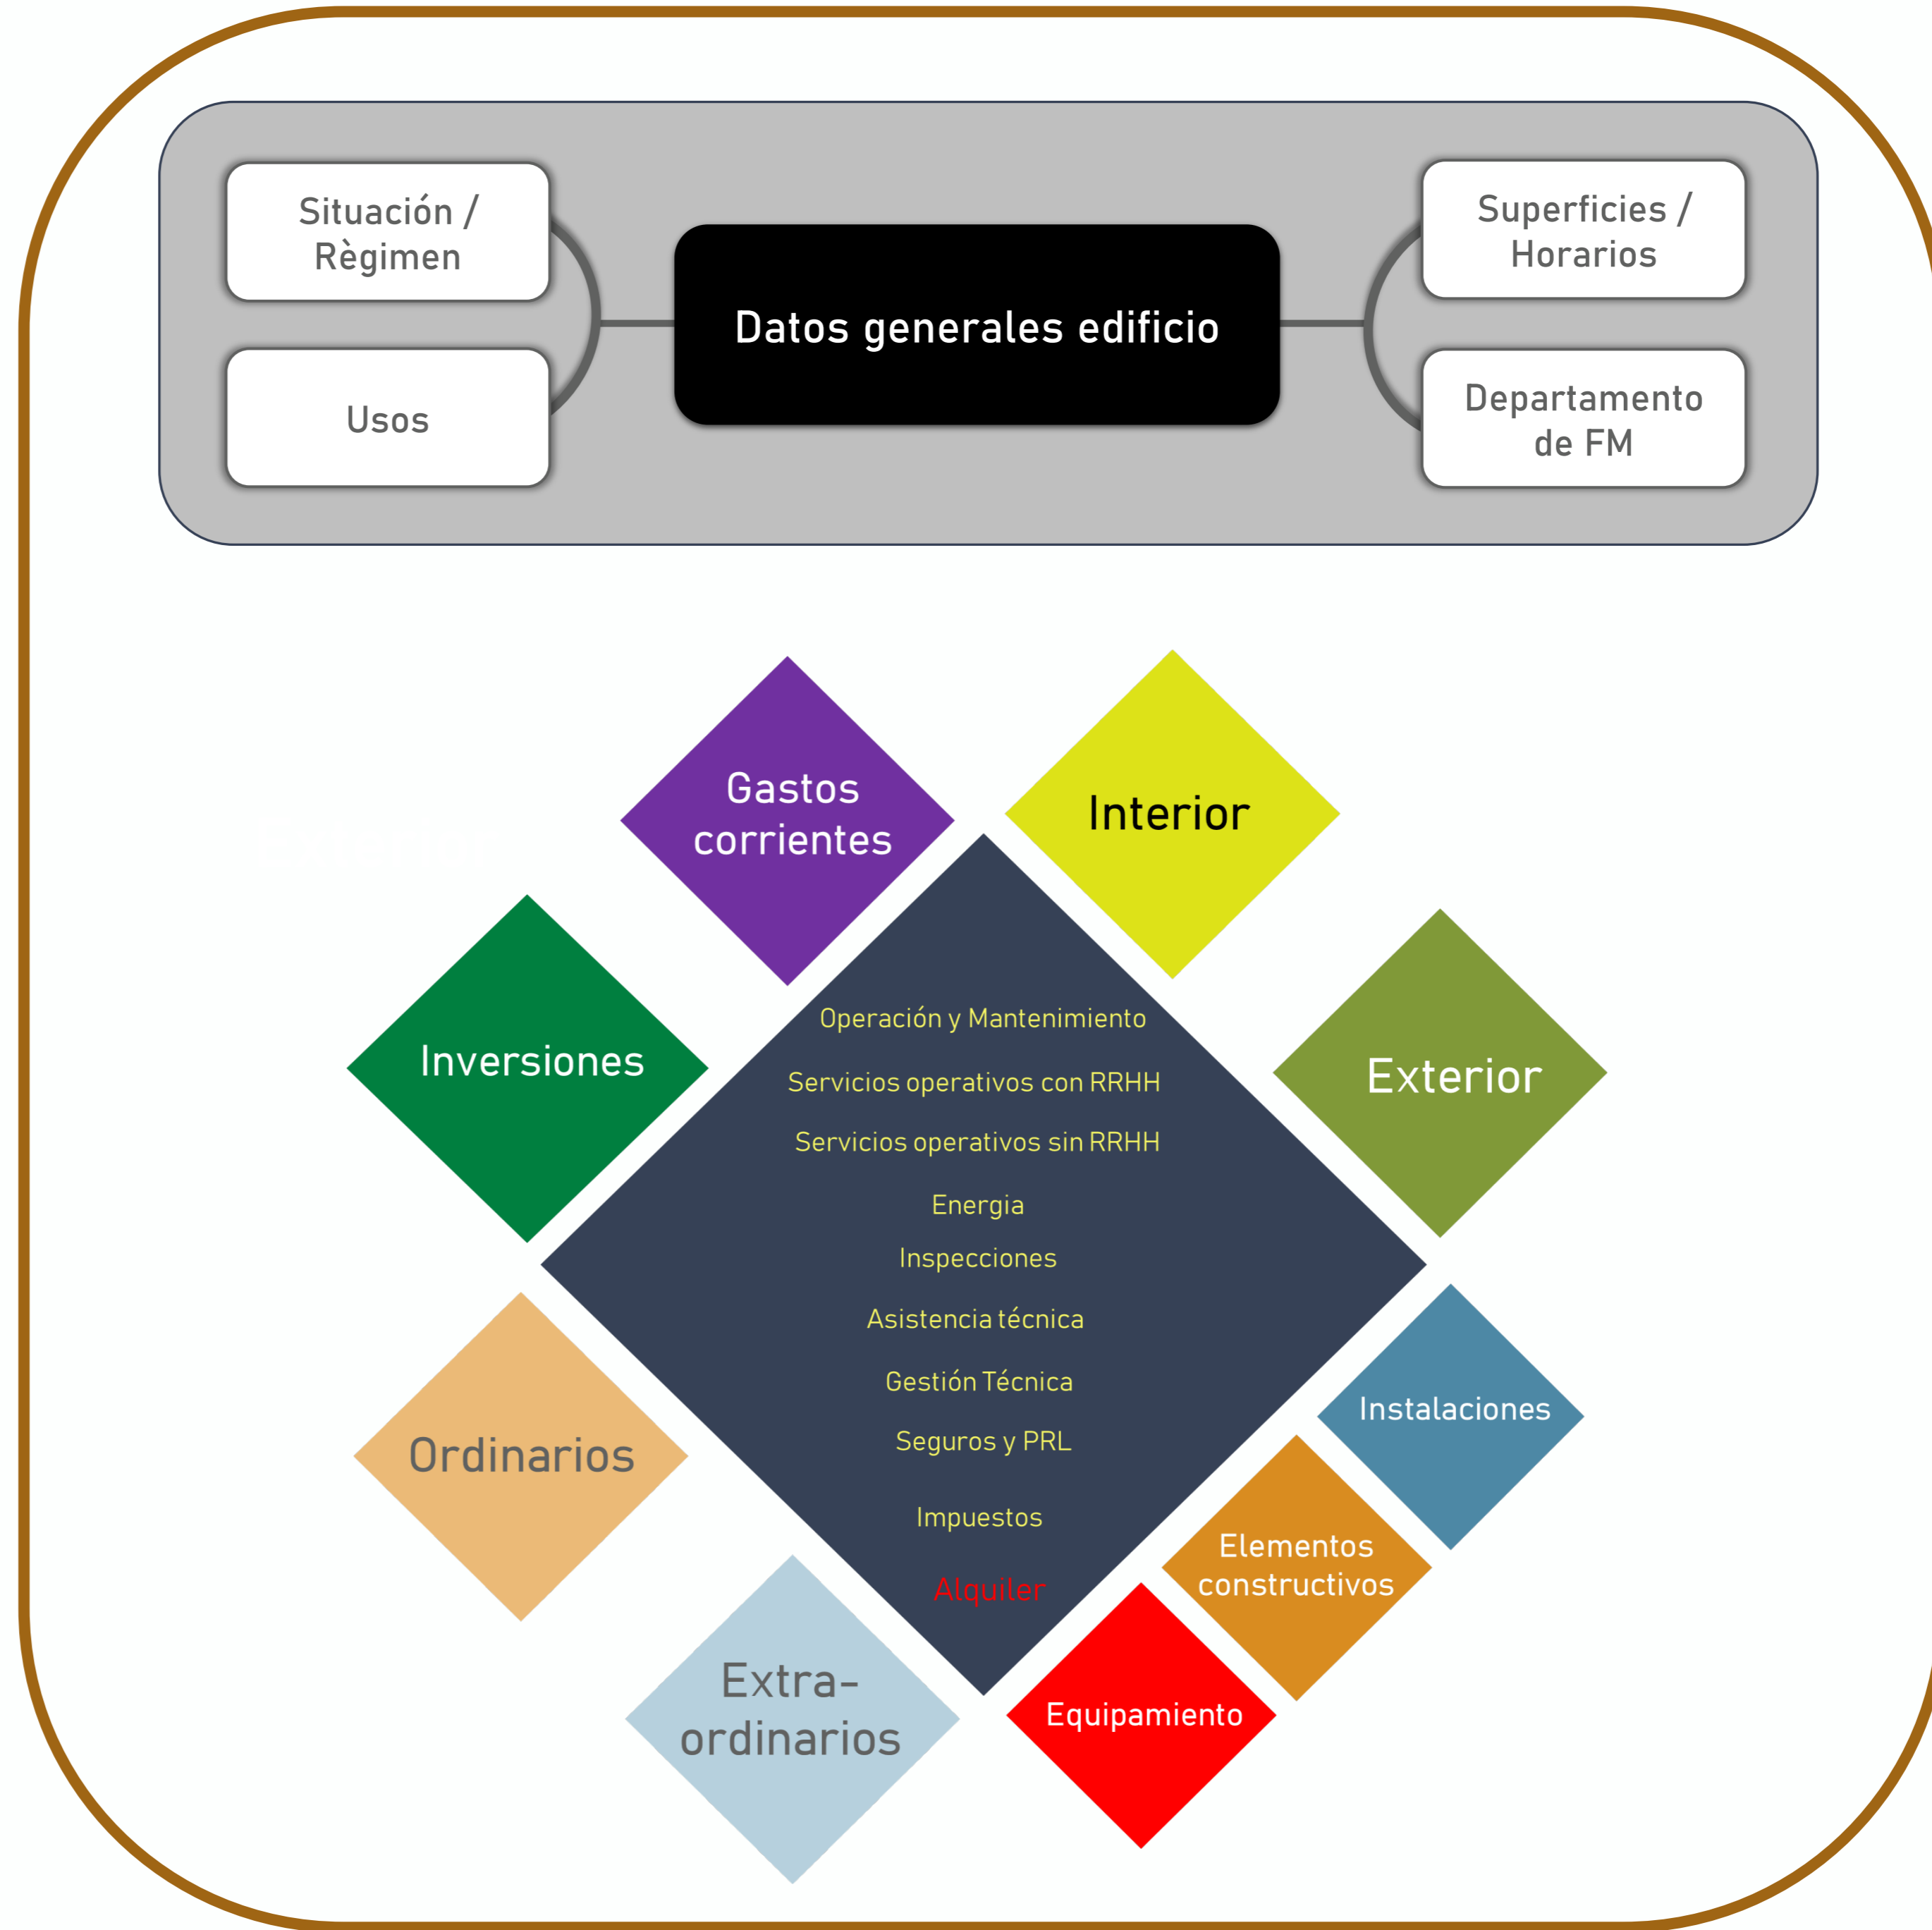 Situación /
Règimen
Usos
Datos generales edificio
Superficies /
Horarios
Departamento
de FM
Gastos
corrientes
Interior
Inversiones
Exterior
Operación y Mantenimiento
Servicios operativos con RRHH
Servicios operativos sin RRHH
Energia
Inspecciones
Asistencia técnica
Gestión Técnica
Seguros y PRL
Impuestos
Alquiler
Ordinarios
Instalaciones
Elementos
constructivos
Extra-
ordinarios
Equipamiento